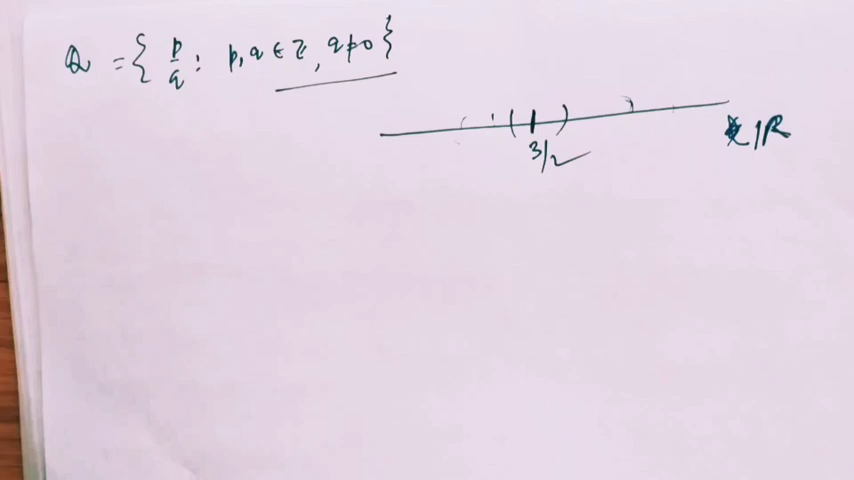 Q = { p/q : p, q ∈ Z, q ≠ 0 }
( ' ( | ) )
3/2
/R